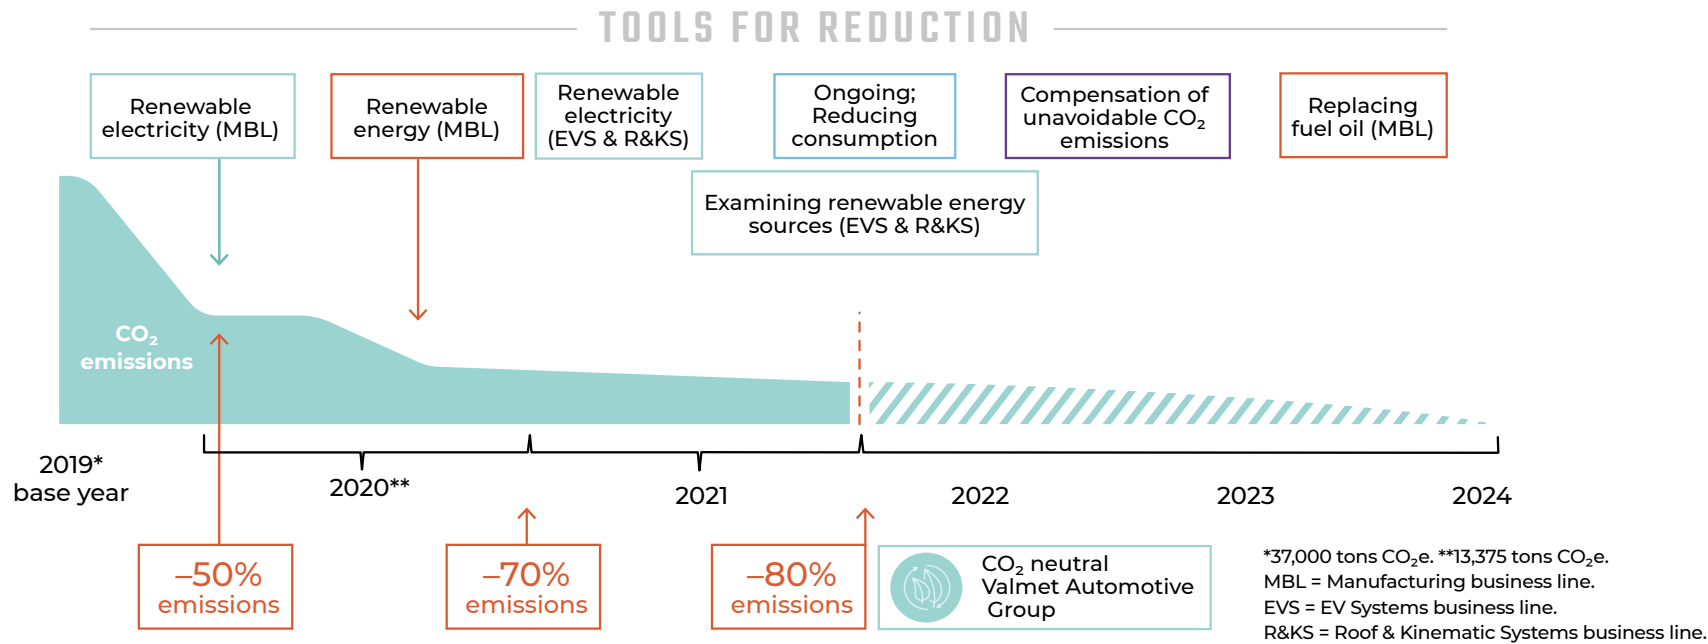 TOOLS FOR REDUCTION
Renewable
electricity (MBL)
Renewable
energy (MBL)
Renewable
electricity
(EVS & R&KS)
Ongoing;
Reducing
consumption
Compensation of
unavoidable CO₂
emissions
Replacing
fuel oil (MBL)
Examining renewable energy
sources (EVS & R&KS)
CO₂
emissions
2019*
base year
2020**
2021
2022
2023
2024
–50%
emissions
–70%
emissions
–80%
emissions
CO₂ neutral
Valmet Automotive
Group
*37,000 tons CO₂e. **13,375 tons CO₂e.
MBL = Manufacturing business line.
EVS = EV Systems business line.
R&KS = Roof & Kinematic Systems business line.